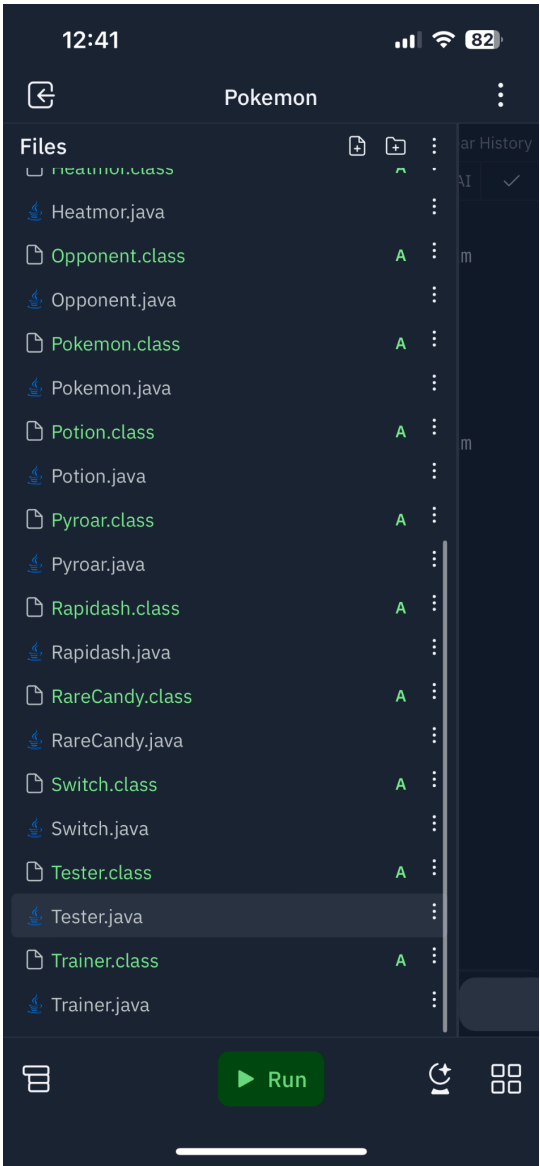 12:41
82
Pokemon
Files
ar History
Heatmor.class A
AI
Heatmor.java
Opponent.class A
m
Opponent.java
Pokemon.class A
Pokemon.java
Potion.class A
m
Potion.java
Pyroar.class A
Pyroar.java
Rapidash.class A
Rapidash.java
RareCandy.class A
RareCandy.java
Switch.class A
Switch.java
Tester.class A
Tester.java
Trainer.class A
Trainer.java
Run